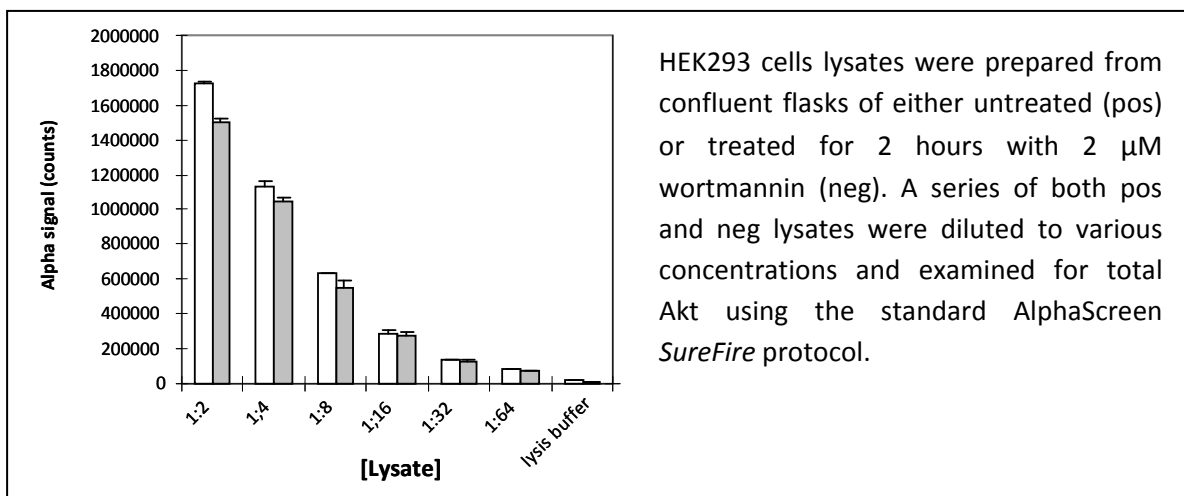 2000000
1800000
1600000
1400000
1200000
1000000
800000
600000
400000
200000
0
Alpha signal (counts)
1:2
1;4
1:8
1;16
1:32
1:64
lysis buffer
[Lysate]
HEK293 cells lysates were prepared from
confluent flasks of either untreated (pos)
or treated for 2 hours with 2 µM
wortmannin (neg). A series of both pos
and neg lysates were diluted to various
concentrations and examined for total
Akt using the standard AlphaScreen
SureFire protocol.